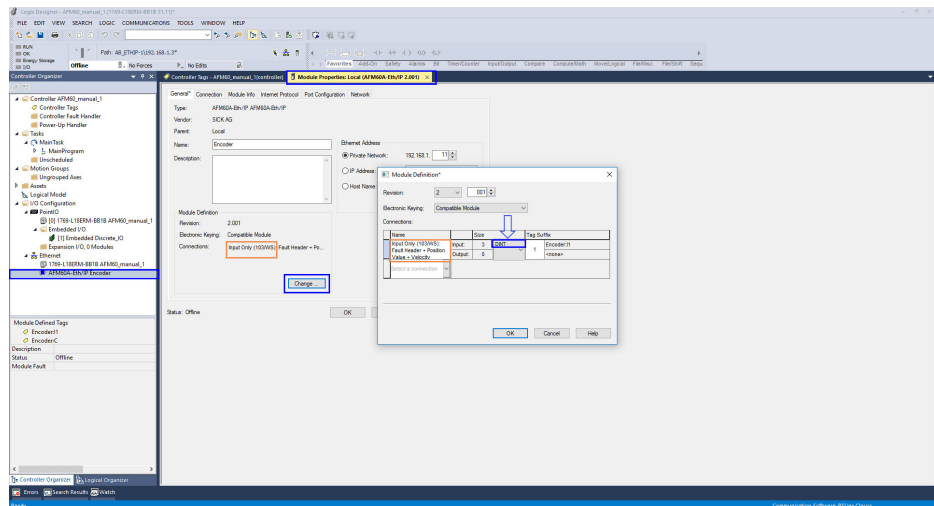 Logix Designer - AFM60_manual_1 [1769-L18ERM-BB1B 31.11]*
FILE EDIT VIEW SEARCH LOGIC COMMUNICATIONS TOOLS WINDOW HELP
RUN
OK
Energy Storage
I/O
Path: AB_ETHIP-1\192.168.1.3*
Offline
No Forces
No Edits
Favorites Add-On Safety Alarms Bit Timer/Counter Input/Output Compare Compute/Math Move/Logical File/Misc. File/Shift Sequ
Controller Organizer
Controller Tags - AFM60_manual_1(controller)
Module Properties: Local (AFM60A-Eth/IP 2.001)
Controller AFM60_manual_1
Controller Tags
Controller Fault Handler
Power-Up Handler
Tasks
MainTask
MainProgram
Unscheduled
Motion Groups
Ungrouped Axes
Assets
Logical Model
I/O Configuration
PointIO
[0] 1769-L18ERM-BB1B AFM60_manual_1
Embedded I/O
[1] Embedded Discrete_IO
Expansion I/O, 0 Modules
Ethernet
1769-L18ERM-BB1B AFM60_manual_1
AFM60A-Eth/IP Encoder
Module Defined Tags
Encoder:I1
Encoder:C
Description
Status Offline
Module Fault
Controller Organizer
Logical Organizer
General* Connection Module Info Internet Protocol Port Configuration Network
Type: AFM60A-Eth/IP AFM60A-Eth/IP
Vendor: SICK AG
Parent: Local
Name: Encoder
Description:
Ethernet Address
Private Network: 192.168.1. 11
IP Address:
Host Name:
Module Definition
Revision: 2.001
Electronic Keying: Compatible Module
Connections: Input Only (103/WS): Fault Header + Po...
Change ...
Status: Offline
OK
Module Definition*
Revision: 2 001
Electronic Keying: Compatible Module
Connections:
Name Size Tag Suffix
Input Only (103/WS): Fault Header + Position Value + Velocity
Input: 3 DINT 1 Encoder:I1
Output: 0 <none>
Select a connection
OK Cancel Help
Errors Search Results Watch
Ready
Communication Software: RSLinx Classic